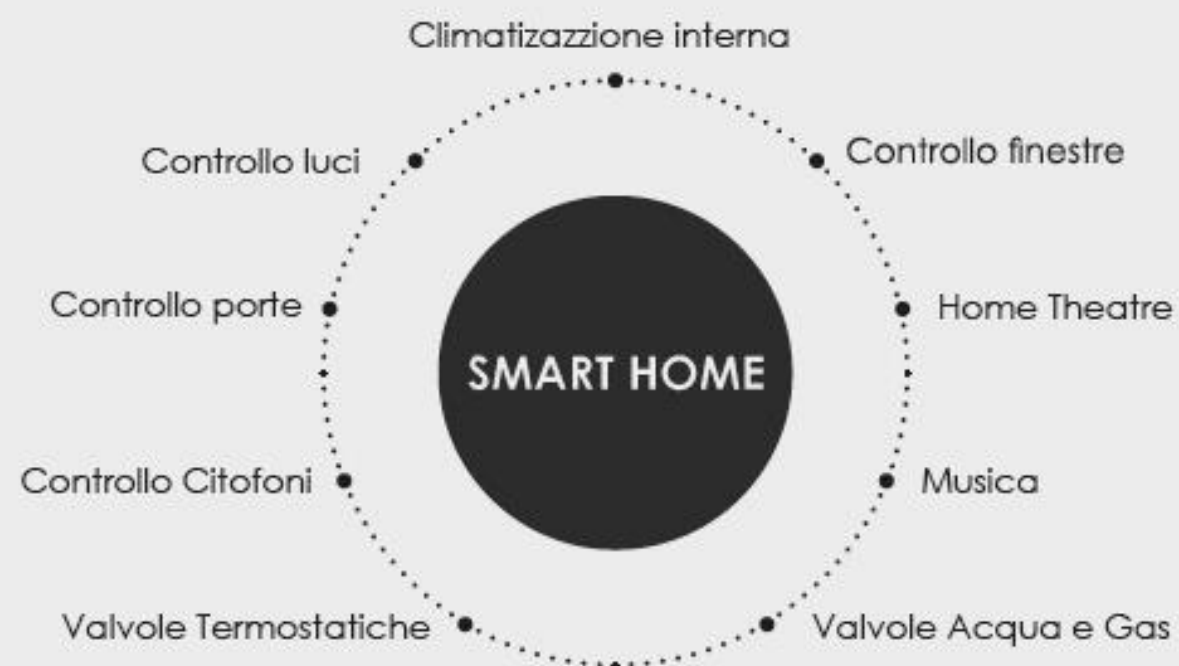 Climatizazzione interna
Controllo luci
Controllo finestre
Controllo porte
Home Theatre
SMART HOME
Controllo Citofoni
Musica
Valvole Termostatiche
Valvole Acqua e Gas